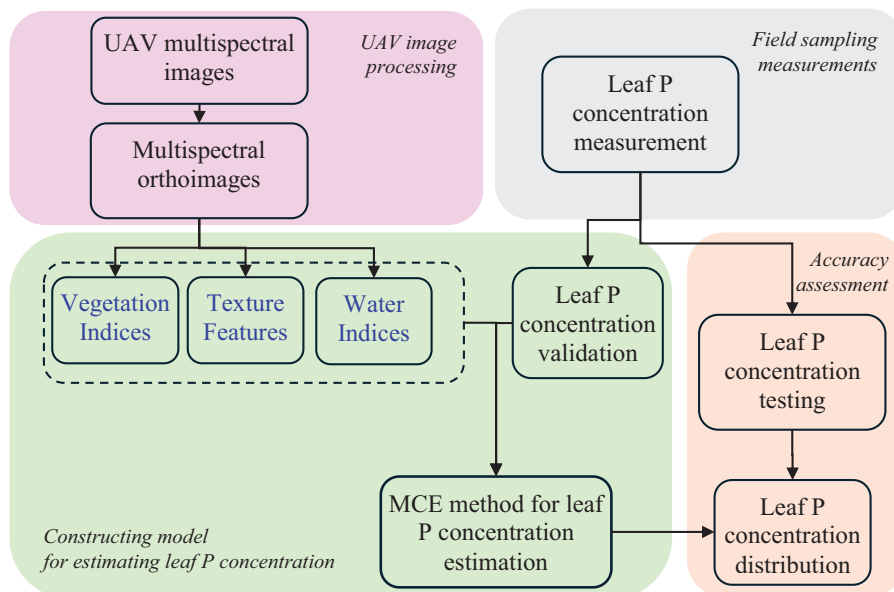 UAV multispectral
images
UAV image
processing
Multispectral
orthoimages
Field sampling
measurements
Leaf P
concentration
measurement
Vegetation
Indices
Texture
Features
Water
Indices
Leaf P
concentration
validation
Accuracy
assessment
Leaf P
concentration
testing
MCE method for leaf
P concentration
estimation
Leaf P
concentration
distribution
Constructing model
for estimating leaf P concentration